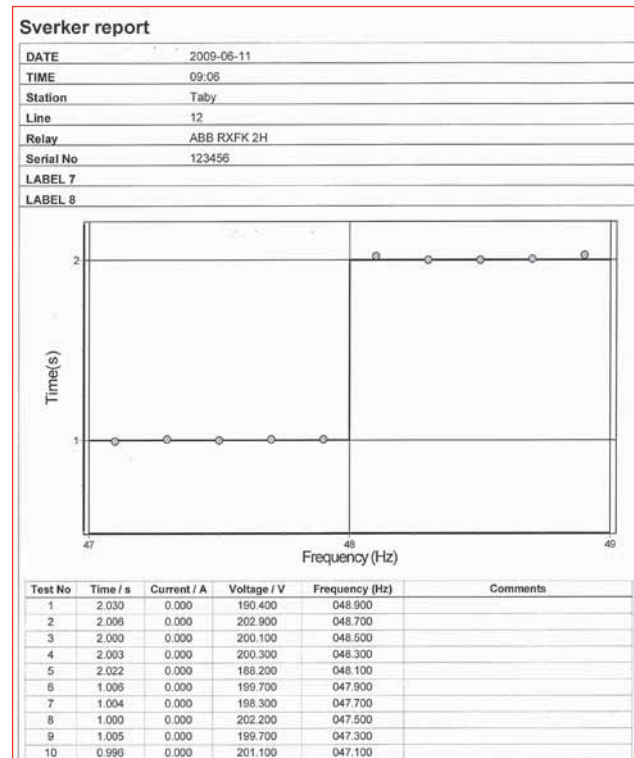 Sverker report
DATE 2009-06-11
TIME 09:06
Station Taby
Line 12
Relay ABB RXFK 2H
Serial No 123456
LABEL 7
LABEL 8
2
Time(s)
1
47 48 49
Frequency (Hz)
Test No Time / s Current / A Voltage / V Frequency (Hz) Comments
1 2.030 0.000 190.400 048.900
2 2.006 0.000 202.900 048.700
3 2.000 0.000 200.100 048.500
4 2.003 0.000 200.300 048.300
5 2.022 0.000 188.200 048.100
6 1.006 0.000 199.700 047.900
7 1.004 0.000 198.300 047.700
8 1.000 0.000 202.200 047.500
9 1.005 0.000 199.700 047.300
10 0.996 0.000 201.100 047.100